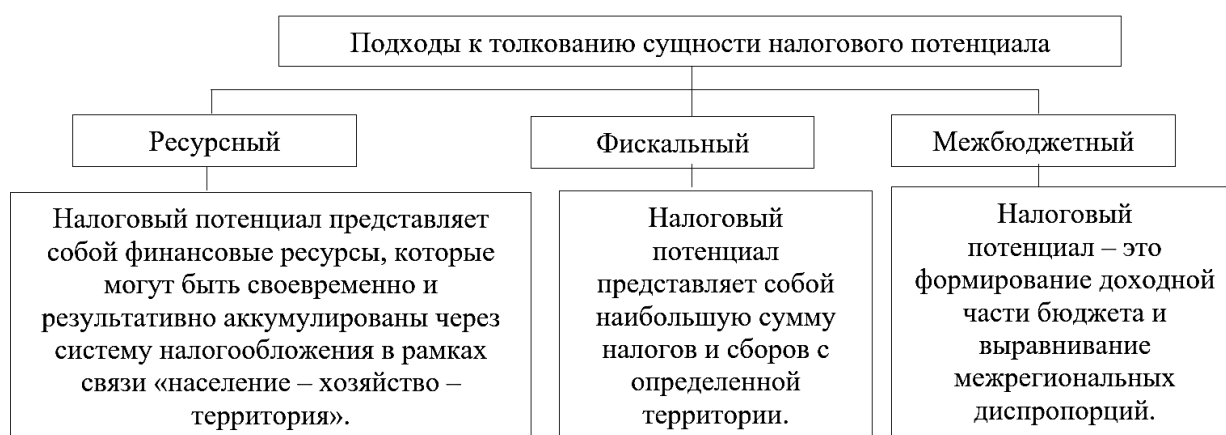 Подходы к толкованию сущности налогового потенциала
Ресурсный
Фискальный
Межбюджетный
Налоговый потенциал представляет
собой финансовые ресурсы, которые
могут быть своевременно и
результативно аккумулированы через
систему налогообложения в рамках
связи «население – хозяйство –
территория».
Налоговый
потенциал
представляет собой
наибольшую сумму
налогов и сборов с
определенной
территории.
Налоговый
потенциал – это
формирование доходной
части бюджета и
выравнивание
межрегиональных
диспропорций.